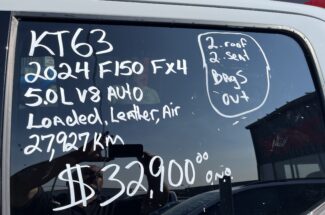 KT63
2024 F150 FX4
5.0L V8 AUTO
Loaded, Leather, Air
27,927 KM
$32,900.00 ono
2-roof
2-seat
BAgS
out